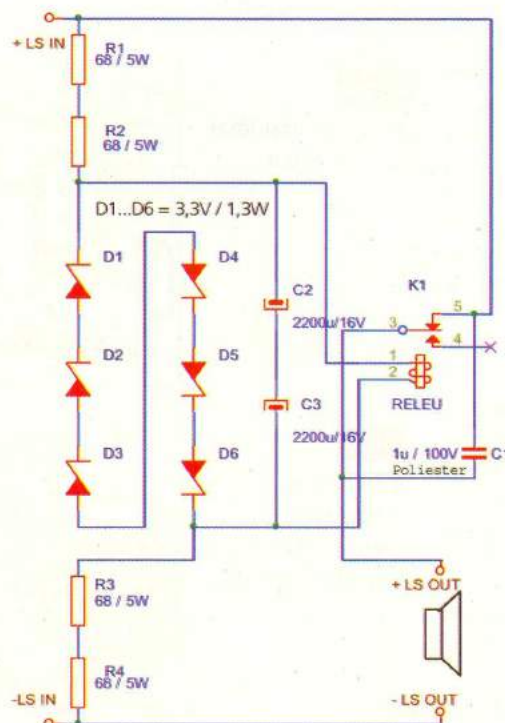 + LS IN
R1
68 / 5W
R2
68 / 5W
D1...D6 = 3,3V / 1,3W
D1
D4
C2
2200u/16V
K1
5
3
4
1
2
RELEU
D2
D5
C3
2200u/16V
D3
D6
1u / 100V
Poliester
C1
R3
68 / 5W
+ LS OUT
R4
68 / 5W
-LS IN
- LS OUT